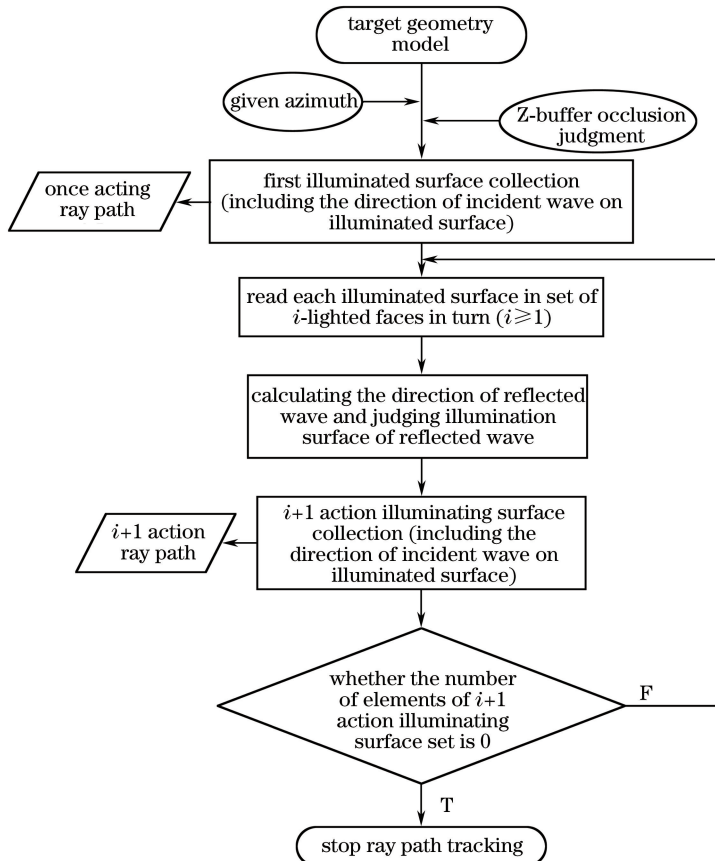 target geometry
model
given azimuth
Z-buffer occlusion
judgment
once acting
ray path
first illuminated surface collection
(including the direction of incident wave on
illuminated surface)
read each illuminated surface in set of
i-lighted faces in turn (i⩾1)
calculating the direction of reflected
wave and judging illumination
surface of reflected wave
i+1 action
ray path
i+1 action illuminating surface
collection (including the
direction of incident wave on
illuminated surface)
whether the number
of elements of i+1
action illuminating
surface set is 0
F
T
stop ray path tracking